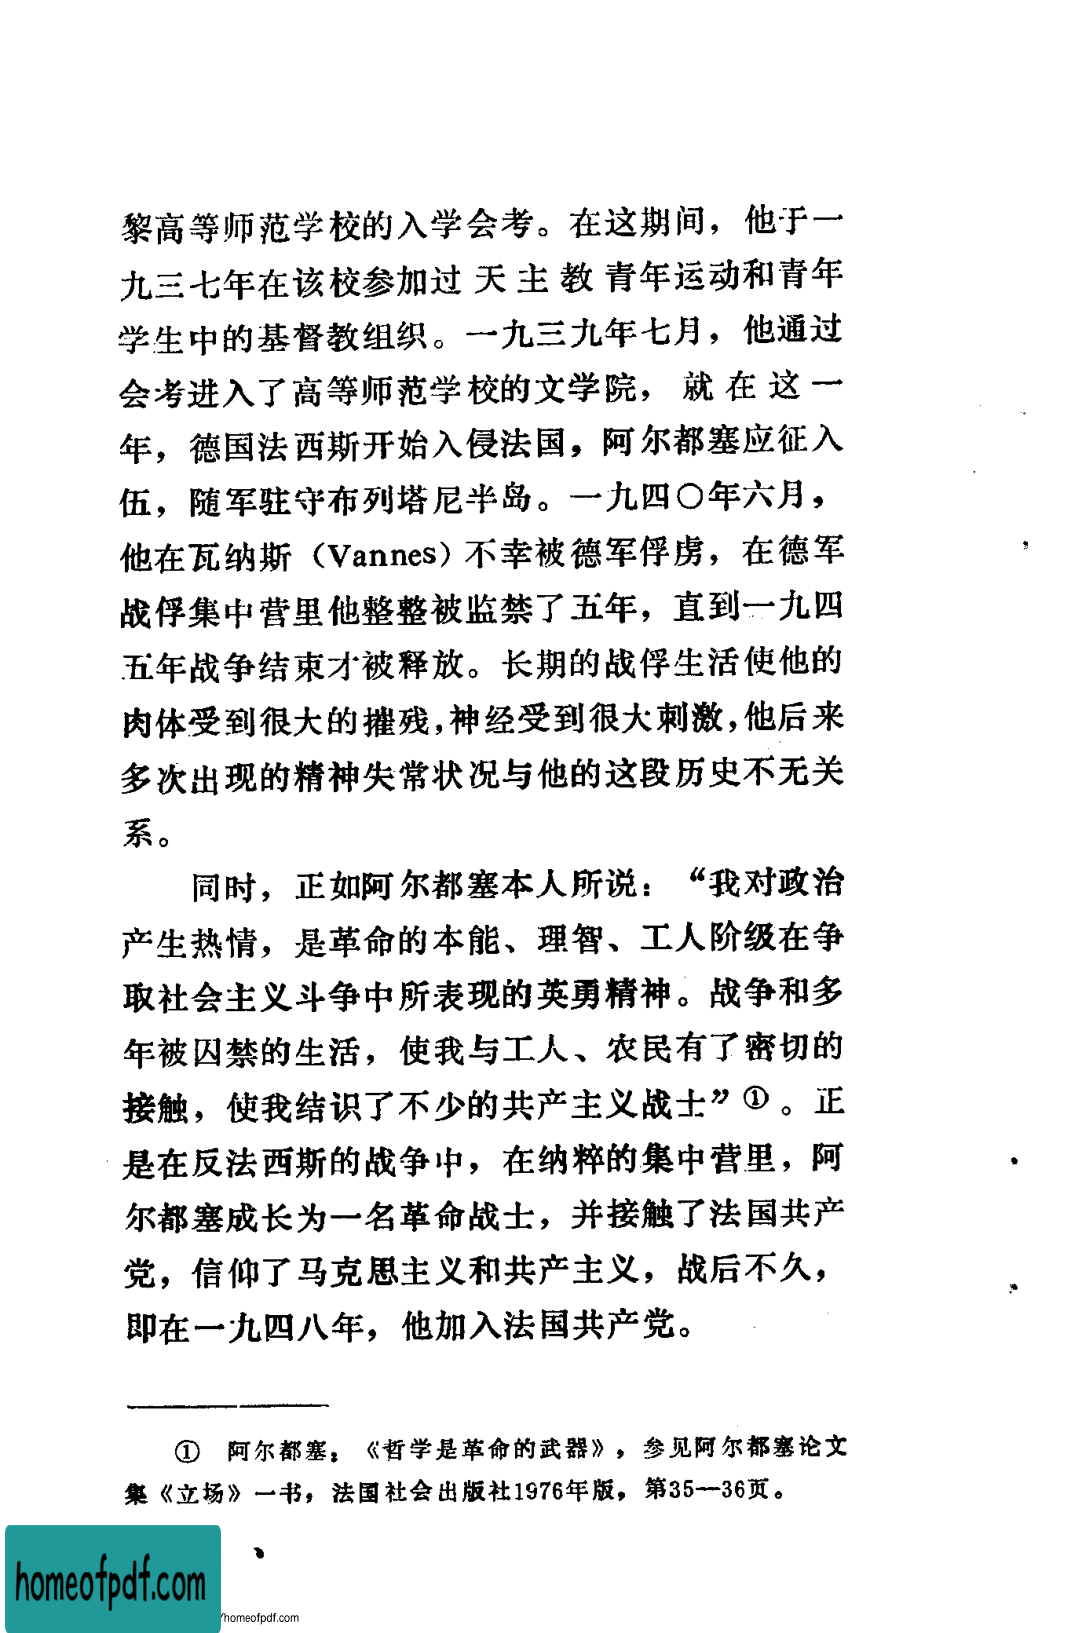 黎高等师范学校的入学会考。在这期间，他于一
九三七年在该校参加过天主教青年运动和青年
学生中的基督教组织。一九三九年七月，他通过
会考进入了高等师范学校的文学院，就在这一
年，德国法西斯开始入侵法国，阿尔都塞应征入
伍，随军驻守布列塔尼半岛。一九四〇年六月，
他在瓦纳斯（Vannes）不幸被德军俘虏，在德军
战俘集中营里他整整被监禁了五年，直到一九四
五年战争结束才被释放。长期的战俘生活使他的
肉体受到很大的摧残，神经受到很大刺激，他后来
多次出现的精神失常状况与他的这段历史不无关
系。
同时，正如阿尔都塞本人所说：“我对政治
产生热情，是革命的本能、理智、工人阶级在争
取社会主义斗争中所表现的英勇精神。战争和多
年被囚禁的生活，使我与工人、农民有了密切的
接触，使我结识了不少的共产主义战士”①。正
是在反法西斯的战争中，在纳粹的集中营里，阿
尔都塞成长为一名革命战士，并接触了法国共产
党，信仰了马克思主义和共产主义，战后不久，
即在一九四八年，他加入法国共产党。
① 阿尔都塞：《哲学是革命的武器》，参见阿尔都塞论文
集《立场》一书，法国社会出版社1976年版，第35—36页。
homeofpdf.com
/homeofpdf.com